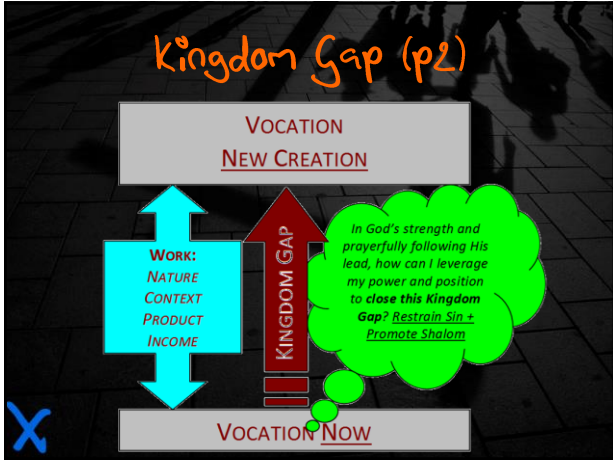 Kingdom Gap (p2)
VOCATION
NEW CREATION
WORK:
NATURE
CONTEXT
PRODUCT
INCOME
KINGDOM GAP
In God's strength and
prayerfully following His
lead, how can I leverage
my power and position
to close this Kingdom
Gap? Restrain Sin +
Promote Shalom
X
VOCATION NOW